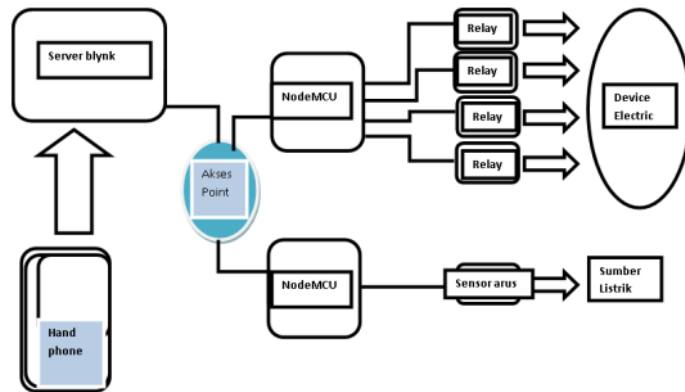 Server blynk
NodeMCU
Relay
Relay
Relay
Relay
Device
Electric
Akses
Point
NodeMCU
Sensor arus
Sumber
Listrik
Hand
phone